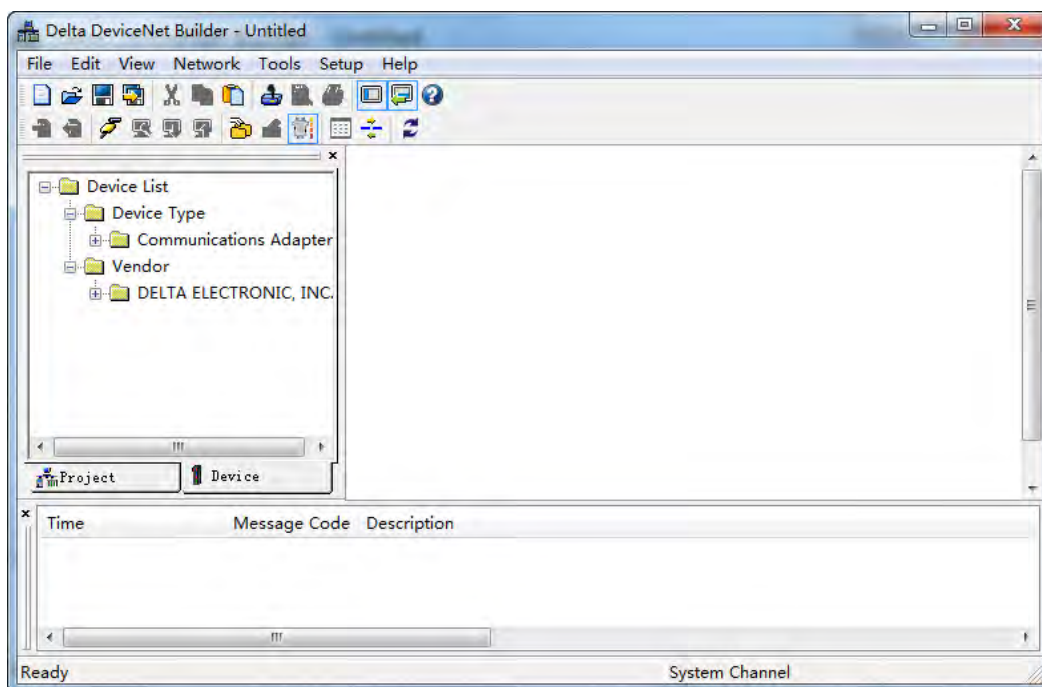 Delta DeviceNet Builder - Untitled
File Edit View Network Tools Setup Help
Device List
Device Type
Communications Adapter
Vendor
DELTA ELECTRONIC, INC.
Project Device
Time Message Code Description
Ready System Channel